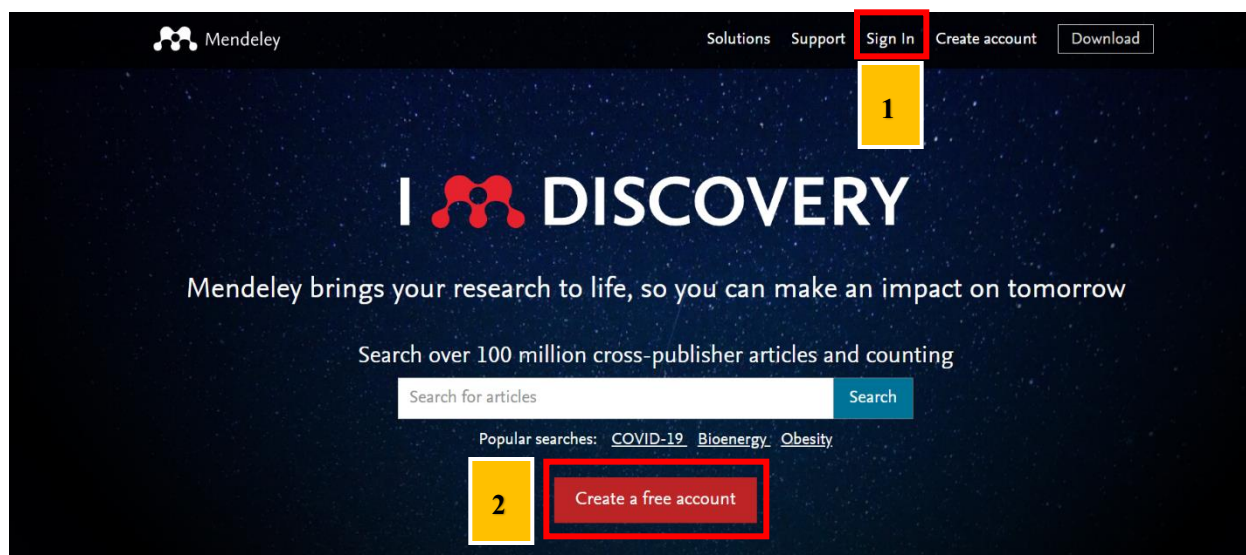 Mendeley Solutions Support Sign In Create account Download
1
I DISCOVERY
Mendeley brings your research to life, so you can make an impact on tomorrow
Search over 100 million cross-publisher articles and counting
Search for articles Search
Popular searches: COVID-19 Bioenergy Obesity
2 Create a free account